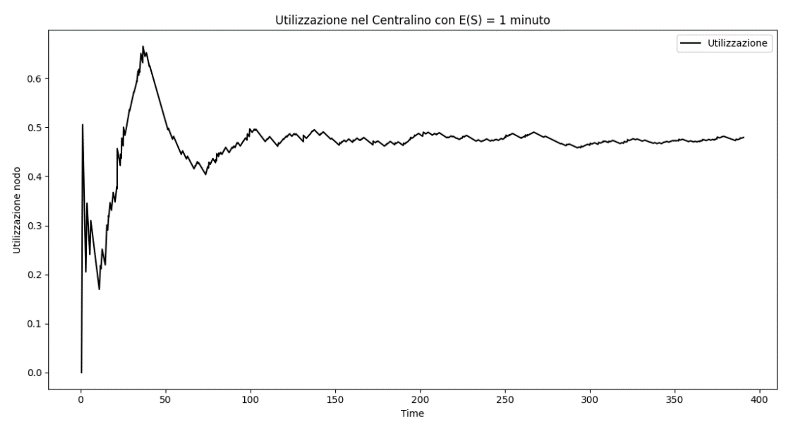 Utilizzazione nel Centralino con E(S) = 1 minuto
Utilizzazione
Utilizzazione nodo
0.6
0.5
0.4
0.3
0.2
0.1
0.0
0 50 100 150 200 250 300 350 400
Time